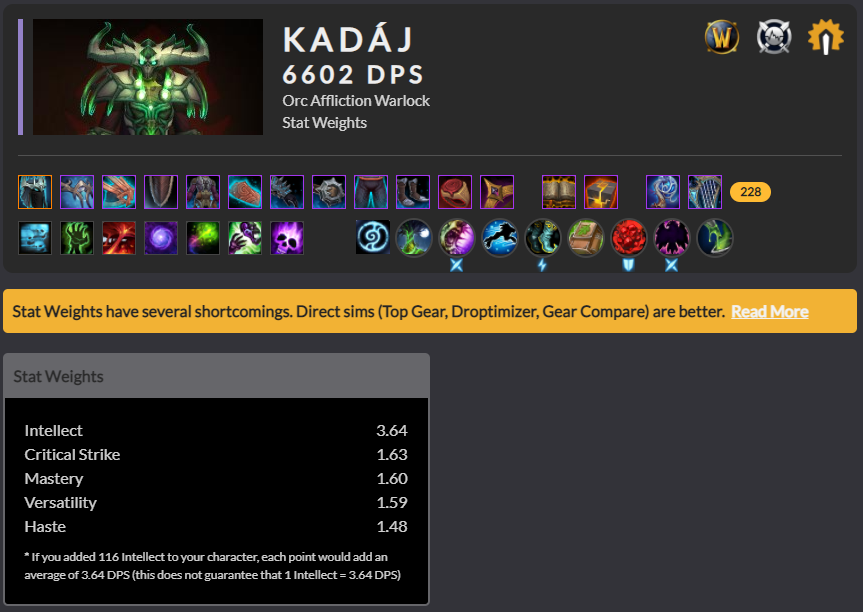 KADÁJ
6602 DPS
Orc Affliction Warlock
Stat Weights
228
Stat Weights have several shortcomings. Direct sims (Top Gear, Droptimizer, Gear Compare) are better. Read More
Stat Weights
Intellect 3.64
Critical Strike 1.63
Mastery 1.60
Versatility 1.59
Haste 1.48
* If you added 116 Intellect to your character, each point would add an
average of 3.64 DPS (this does not guarantee that 1 Intellect = 3.64 DPS)